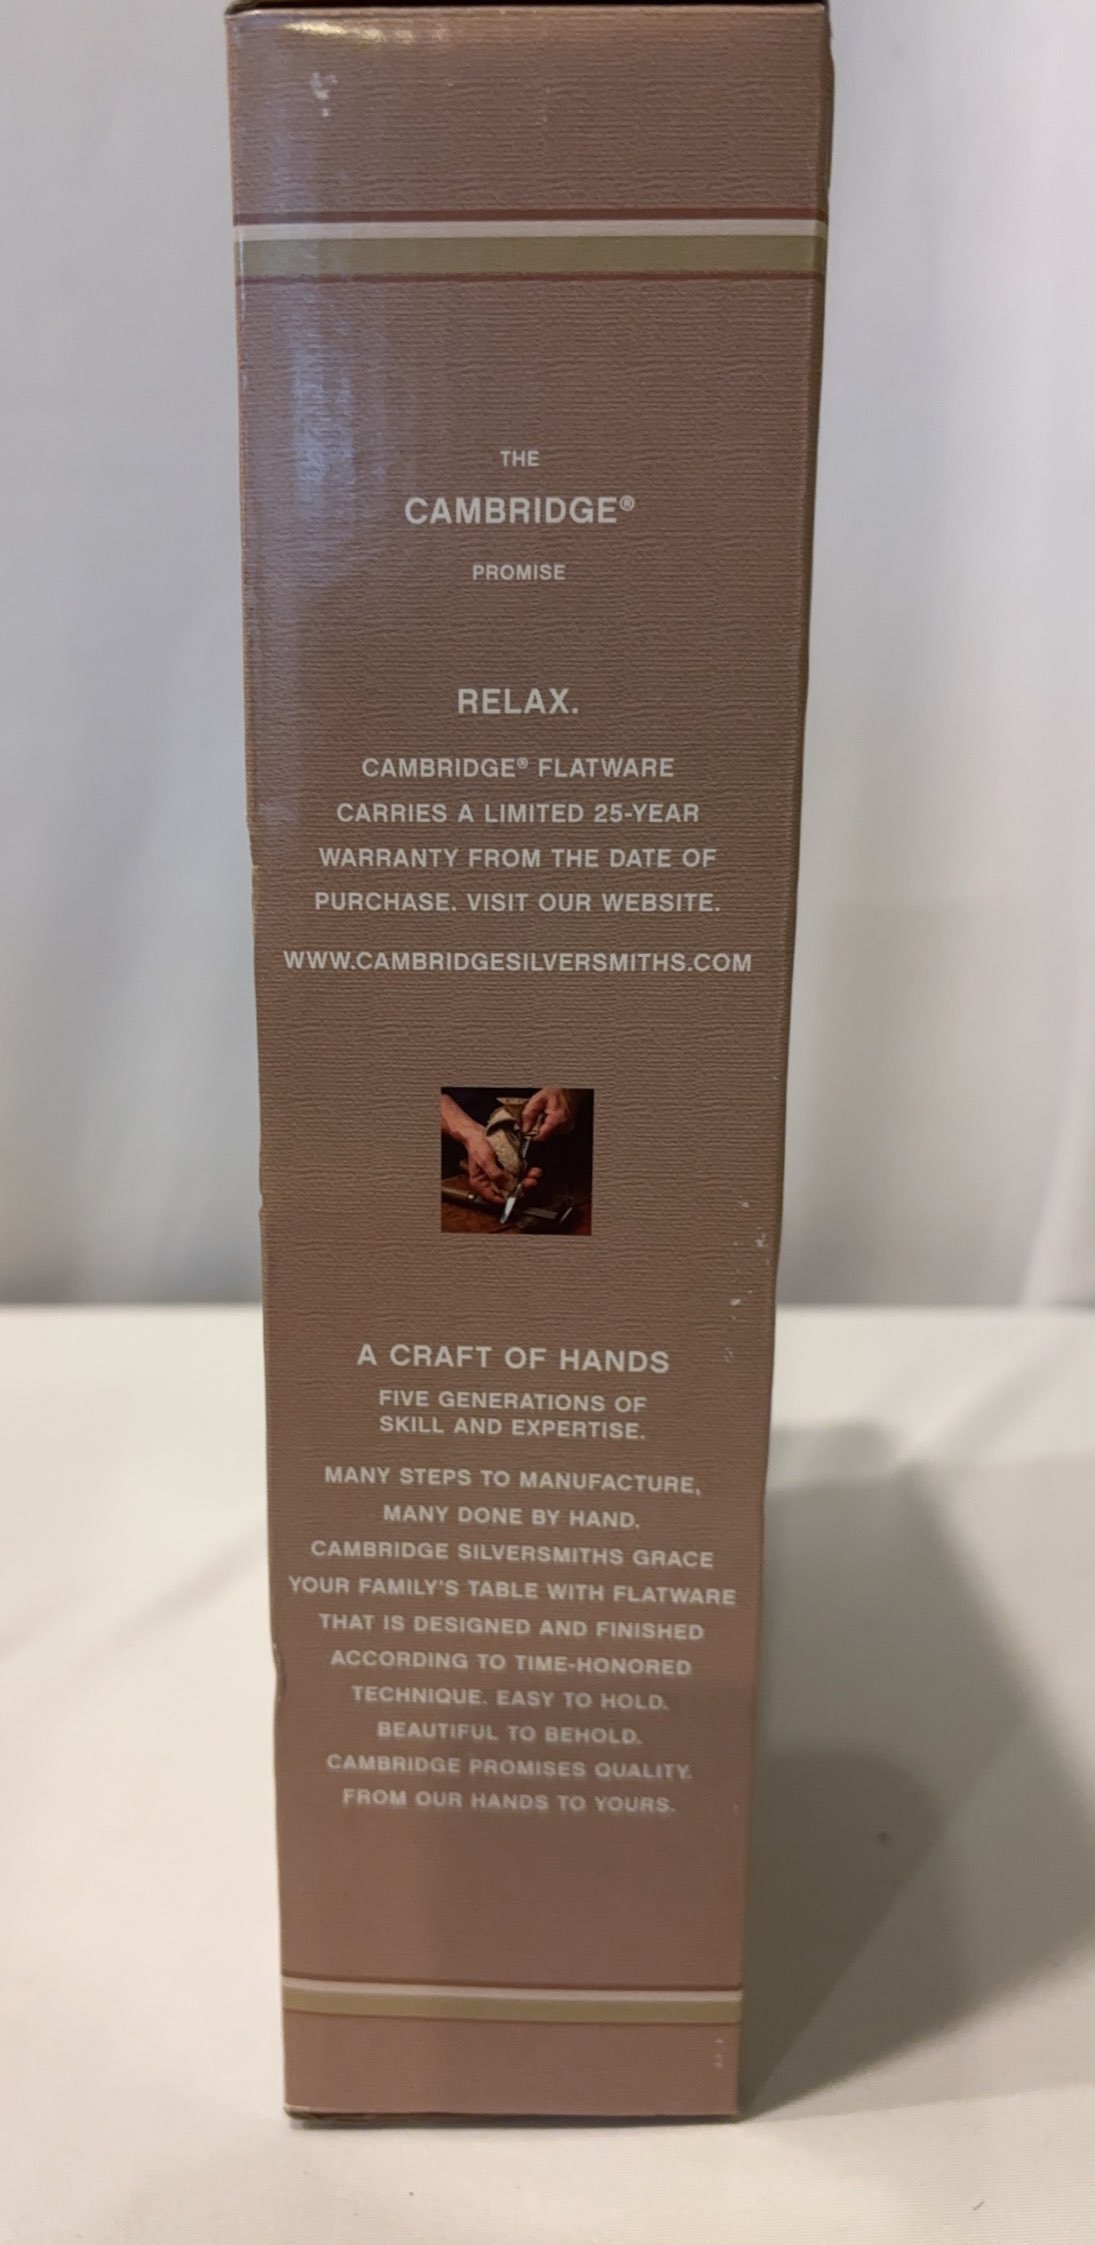 THE
CAMBRIDGE®
PROMISE
RELAX.
CAMBRIDGE® FLATWARE
CARRIES A LIMITED 25-YEAR
WARRANTY FROM THE DATE OF
PURCHASE. VISIT OUR WEBSITE.
WWW.CAMBRIDGESILVERSMITHS.COM
A CRAFT OF HANDS
FIVE GENERATIONS OF
SKILL AND EXPERTISE.
MANY STEPS TO MANUFACTURE,
MANY DONE BY HAND.
CAMBRIDGE SILVERSMITHS GRACE
YOUR FAMILY'S TABLE WITH FLATWARE
THAT IS DESIGNED AND FINISHED
ACCORDING TO TIME-HONORED
TECHNIQUE. EASY TO HOLD.
BEAUTIFUL TO BEHOLD.
CAMBRIDGE PROMISES QUALITY.
FROM OUR HANDS TO YOURS.